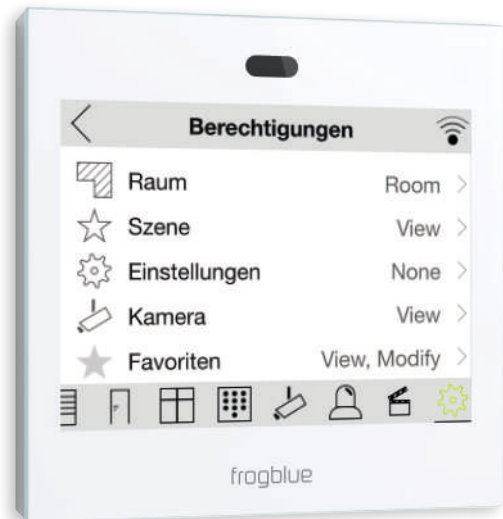 Berechtigungen
Raum Room
Szene View
Einstellungen None
Kamera View
Favoriten View, Modify
frogblue